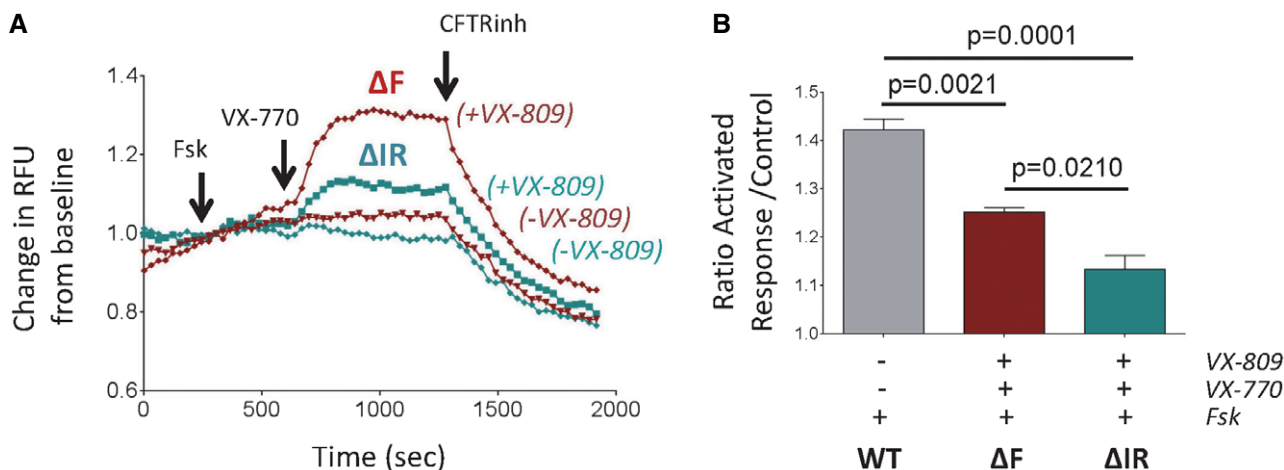 A
CFTRinh
1.4
ΔF
(+VX-809)
VX-770
Fsk
1.2
ΔIR
(+VX-809)
(-VX-809)
(-VX-809)
1.0
0.8
0.6
Change in RFU
from baseline
0
500
1000
1500
2000
Time (sec)
B
p=0.0001
p=0.0021
p=0.0210
1.5
1.4
1.3
1.2
1.1
1.0
Ratio Activated
Response /Control
- + + VX-809
- + + VX-770
+ + + Fsk
WT ΔF ΔIR